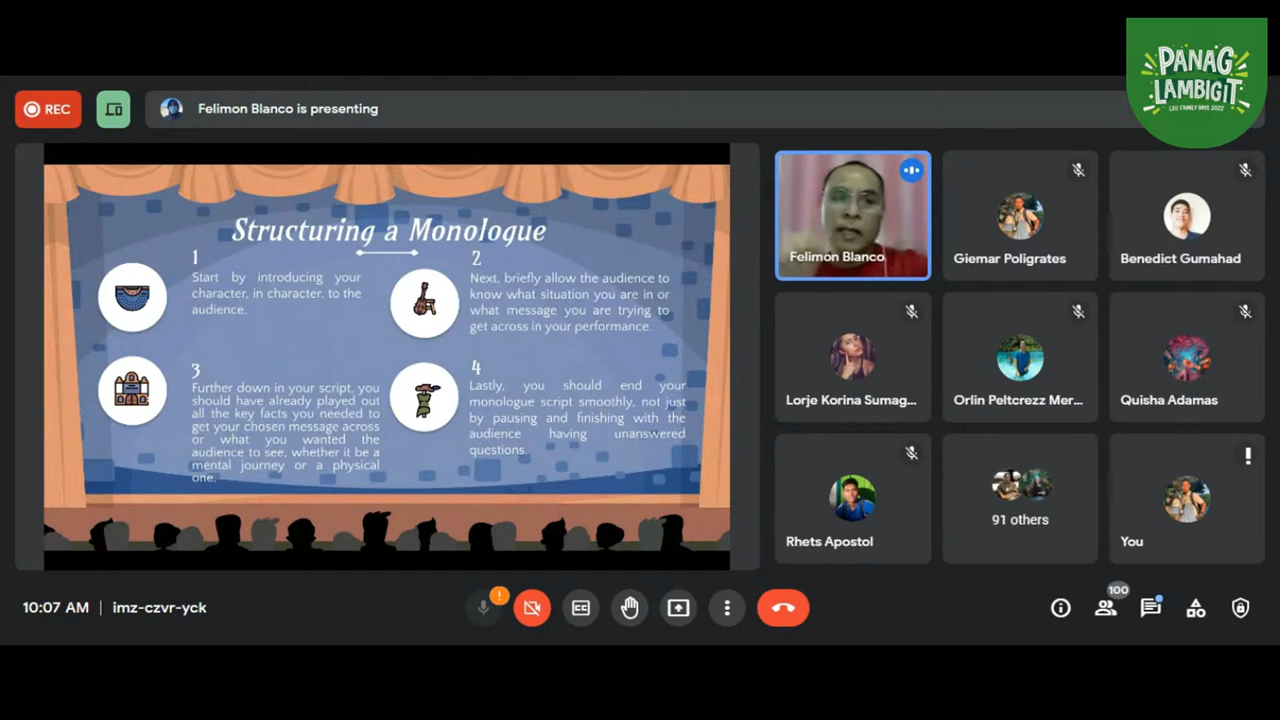 PANAG
LAMBIGIT
LSU FAMILY DAYS 2022
REC
Felimon Blanco is presenting
Structuring a Monologue
1
Start by introducing your
character, in character, to the
audience.
2
Next, briefly allow the audience to
know what situation you are in or
what message you are trying to
get across in your performance.
3
Further down in your script, you
should have already played out
all the key facts you needed to
get your chosen message across
or what you wanted the
audience to see, whether it be a
mental journey or a physical
one.
4
Lastly, you should end your
monologue script smoothly, not just
by pausing and finishing with the
audience having unanswered
questions.
Felimon Blanco
Giemar Poligrates
Benedict Gumahad
Lorje Korina Sumag...
Orlin Peltcrezz Mer...
Quisha Adamas
Rhets Apostol
91 others
You
10:07 AM | imz-czvr-yck
100